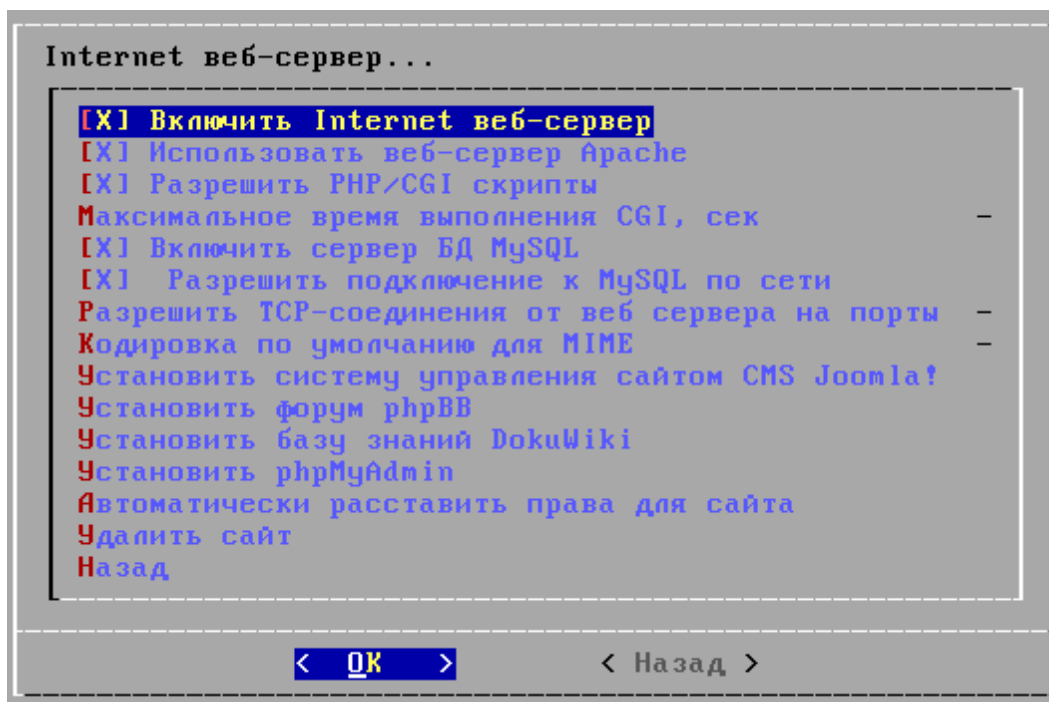 Internet веб-сервер...
[X] Включить Internet веб-сервер
[X] Использовать веб-сервер Apache
[X] Разрешить PHP/CGI скрипты
Максимальное время выполнения CGI, сек –
[X] Включить сервер БД MySQL
[X]  Разрешить подключение к MySQL по сети
Разрешить TCP-соединения от веб сервера на порты –
Кодировка по умолчанию для MIME –
Установить систему управления сайтом CMS Joomla!
Установить форум phpBB
Установить базу знаний DokuWiki
Установить phpMyAdmin
Автоматически расставить права для сайта
Удалить сайт
Назад
< OK > < Назад >